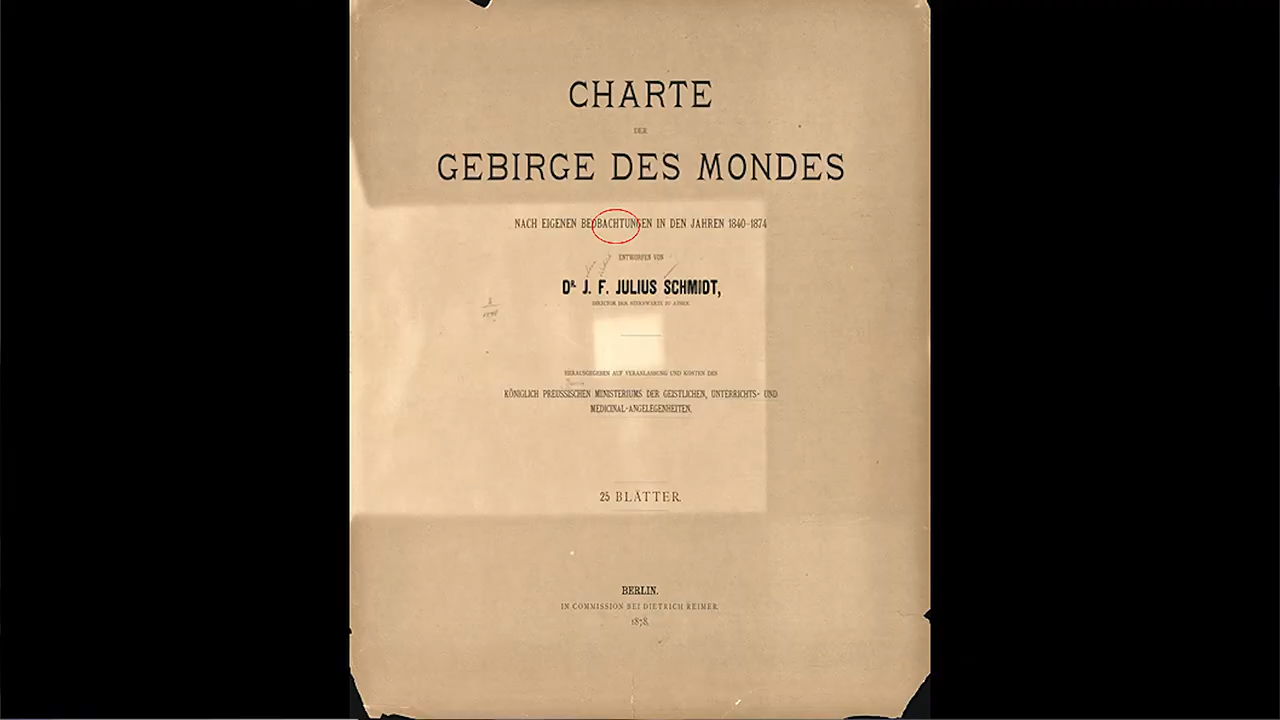 CHARTE
DER
GEBIRGE DES MONDES
NACH EIGENEN BEOBACHTUNGEN IN DEN JAHREN 1840-1874
ENTWORFEN VON
DR. J. F. JULIUS SCHMIDT,
DIRECTOR DER STERNWARTE ZU ATHEN.
HERAUSGEGEBEN AUF VERANLASSUNG UND KOSTEN DES
KÖNIGLICH PREUSSISCHEN MINISTERIUMS DER GEISTLICHEN, UNTERRICHTS- UND
MEDICINAL-ANGELEGENHEITEN.
25 BLÄTTER.
BERLIN.
IN COMMISSION BEI DIETRICH REIMER.
1878.